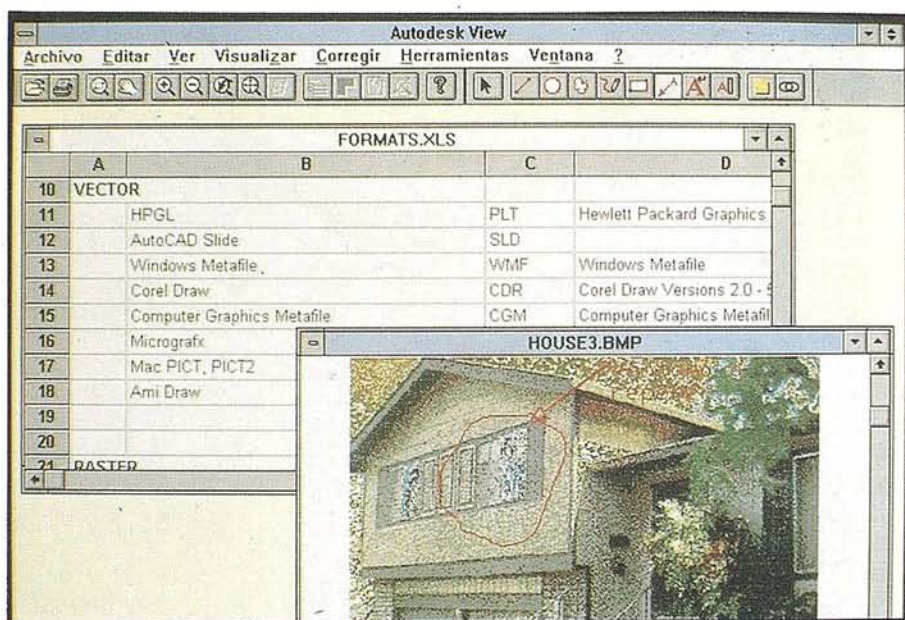 Autodesk View
Archivo Editar Ver Visualizar Corregir Herramientas Ventana ?
FORMATS.XLS
A B C D
10 VECTOR
11 HPGL PLT Hewlett Packard Graphics
12 AutoCAD Slide SLD
13 Windows Metafile WMF Windows Metafile
14 Corel Draw CDR Corel Draw Versions 2.0 -
15 Computer Graphics Metafile CGM Computer Graphics Metafil
16 Micrografx
17 Mac PICT, PICT2
18 Ami Draw
19
20
21 RASTER
HOUSE3.BMP